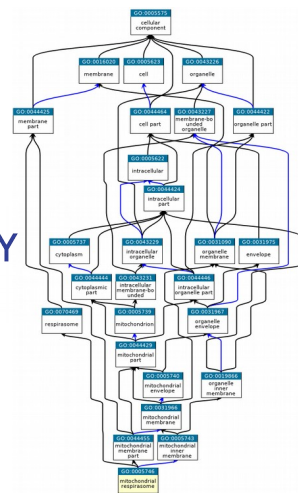 GO:0005575
cellular
component
GO:0016020
membrane
GO:0005623
cell
GO:0043226
organelle
GO:0044425
membrane
part
GO:0044464
cell part
GO:0043227
membrane-bo
unded
organelle
GO:0044422
organelle part
GO:0005622
intracellular
GO:0044424
intracellular
part
Y
GO:0005737
cytoplasm
GO:0043229
intracellular
organelle
GO:0031090
organelle
membrane
GO:0031975
envelope
GO:0044444
cytoplasmic
part
GO:0043231
intracellular
membrane-bo
unded
GO:0044446
intracellular
organelle part
GO:0070469
respirasome
GO:0005739
mitochondrion
GO:0031967
organelle
envelope
GO:0044429
mitochondrial
part
GO:0005740
mitochondrial
envelope
GO:0019866
organelle
inner
membrane
GO:0031966
mitochondrial
membrane
GO:0044455
mitochondrial
membrane
part
GO:0005743
mitochondrial
inner
membrane
GO:0005746
mitochondrial
respirasome